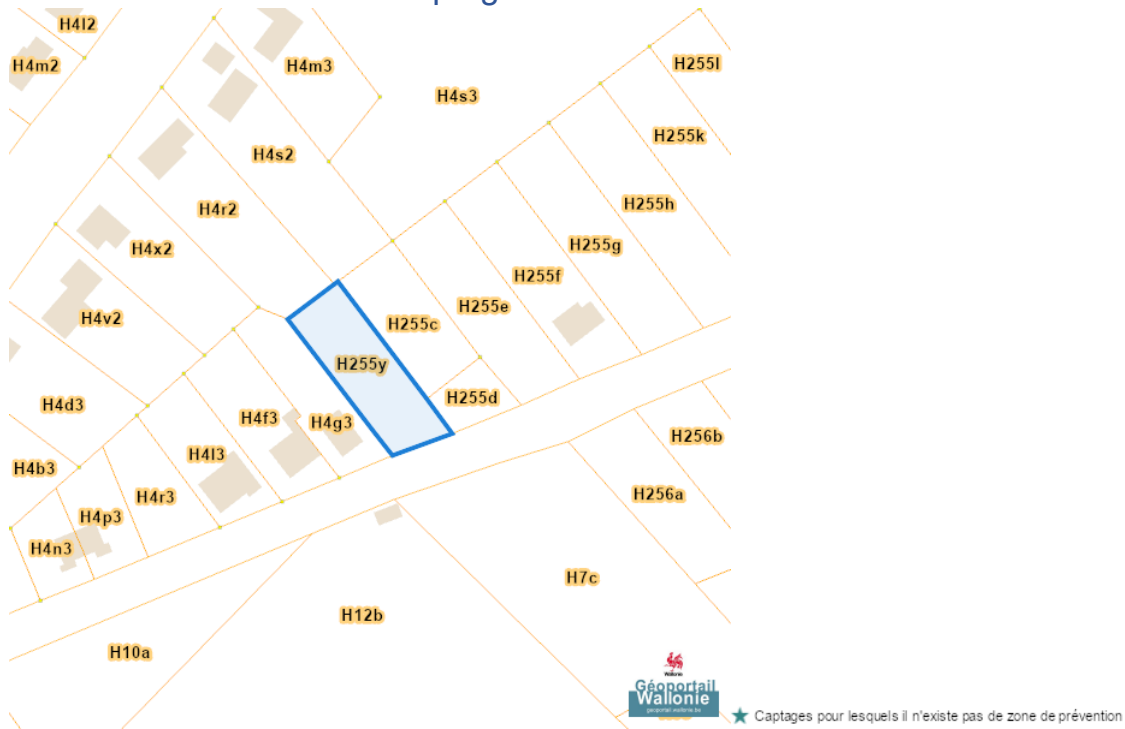 H4l2
H4m2
H4m3
H255l
H4s3
H255k
H4s2
H255h
H4r2
H255g
H4x2
H255f
H255e
H4v2
H255c
H255y
H4d3
H255d
H4f3
H4g3
H256b
H4l3
H4b3
H4r3
H256a
H4p3
H4n3
H7c
H12b
H10a
Wallonie
Géoportail
Wallonie
geoportail.wallonie.be
Captages pour lesquels il n'existe pas de zone de prévention